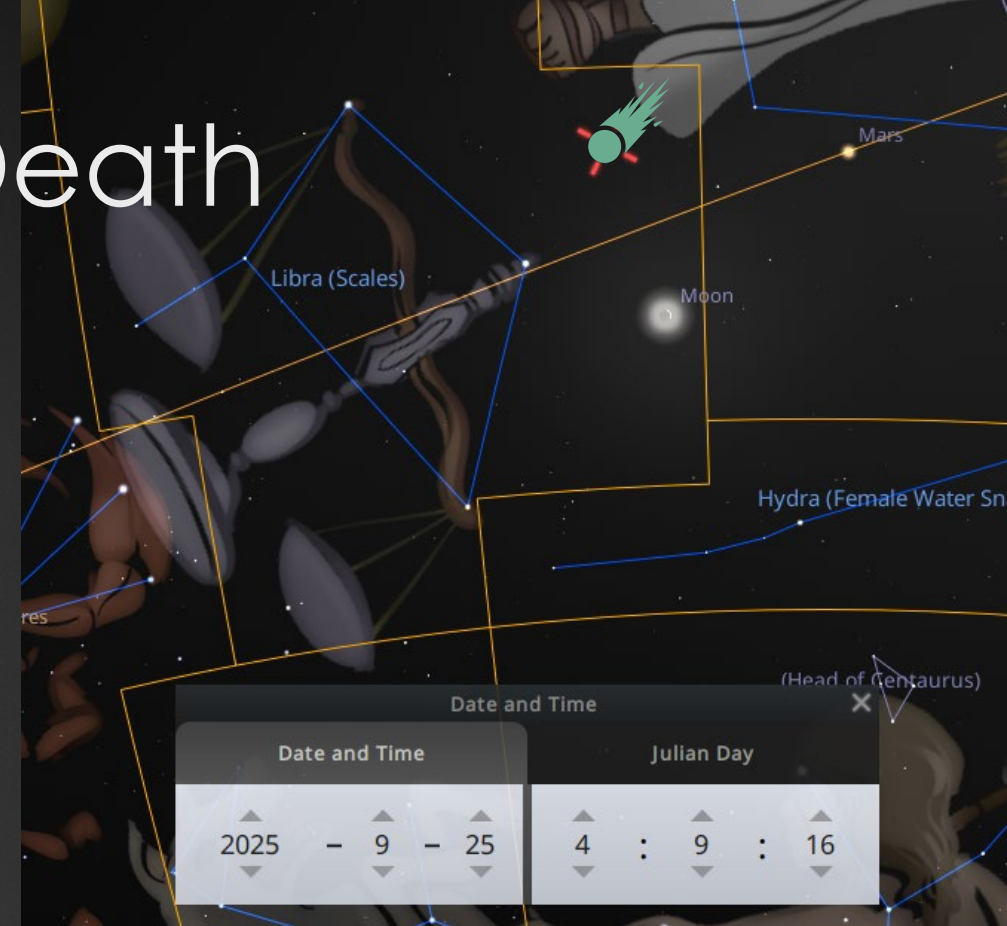 Death
Mars
Libra (Scales)
Moon
Hydra (Female Water Sn
res
(Head of Centaurus)
Date and Time
Date and Time
Julian Day
2025 - 9 - 25 4 : 9 : 16